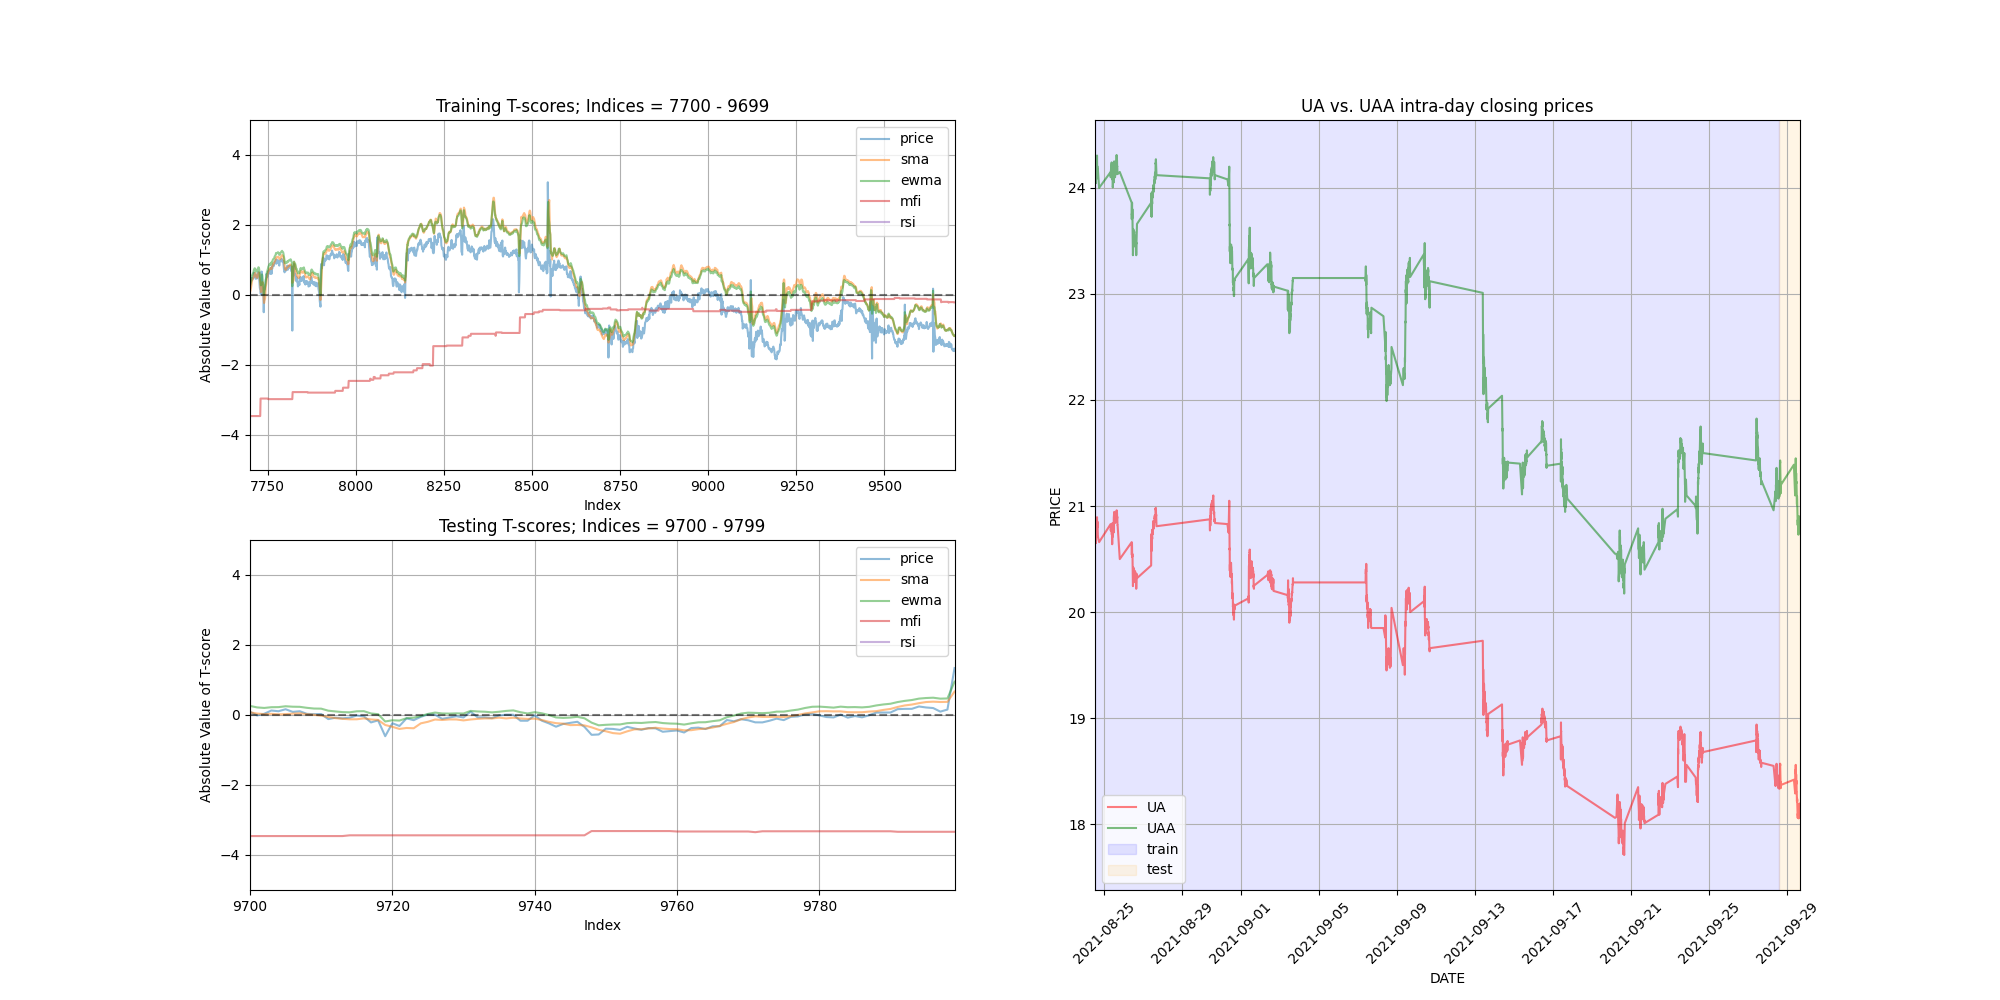 Training T-scores; Indices = 7700 - 9699
Absolute Value of T-score
4
2
0
−2
−4
price
sma
ewma
mfi
rsi
7750 8000 8250 8500 8750 9000 9250 9500
Index
Testing T-scores; Indices = 9700 - 9799
Absolute Value of T-score
4
2
0
−2
−4
price
sma
ewma
mfi
rsi
9700 9720 9740 9760 9780
Index
UA vs. UAA intra-day closing prices
PRICE
24
23
22
21
20
19
18
UA
UAA
train
test
2021-08-25 2021-08-29 2021-09-01 2021-09-05 2021-09-09 2021-09-13 2021-09-17 2021-09-21 2021-09-25 2021-09-29
DATE